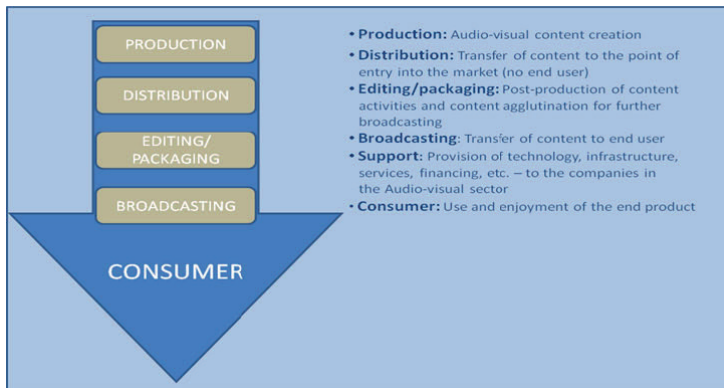 PRODUCTION
DISTRIBUTION
EDITING/
PACKAGING
BROADCASTING
CONSUMER
• Production: Audio-visual content creation
• Distribution: Transfer of content to the point of
entry into the market (no end user)
• Editing/packaging: Post-production of content
activities and content agglutination for further
broadcasting
• Broadcasting: Transfer of content to end user
• Support: Provision of technology, infrastructure,
services, financing, etc. – to the companies in
the Audio-visual sector
• Consumer: Use and enjoyment of the end product